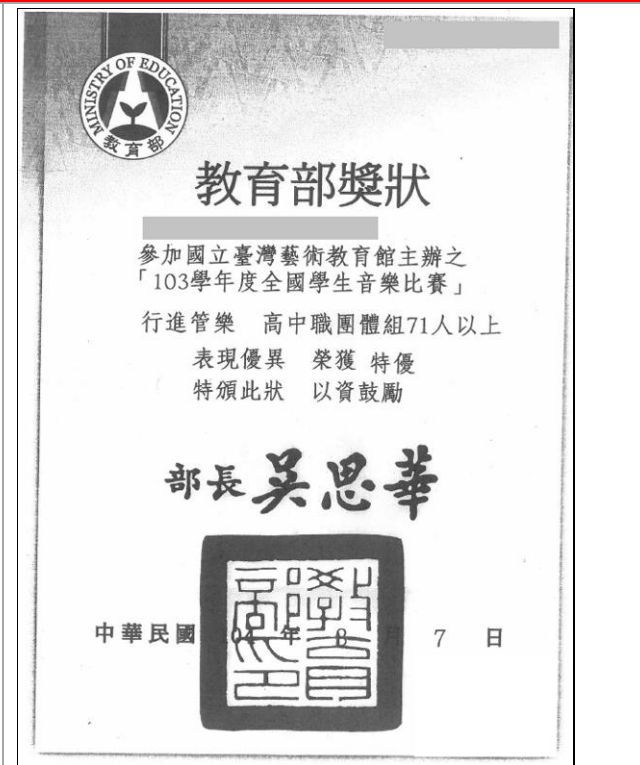 MINISTRY OF EDUCATION
教育部
教育部獎狀
參加國立臺灣藝術教育館主辦之
「103學年度全國學生音樂比賽」
行進管樂 高中職團體組71人以上
表現優異 榮獲 特優
特頒此狀 以資鼓勵
部長 吳思華
中華民國 104 年 8 月 7 日